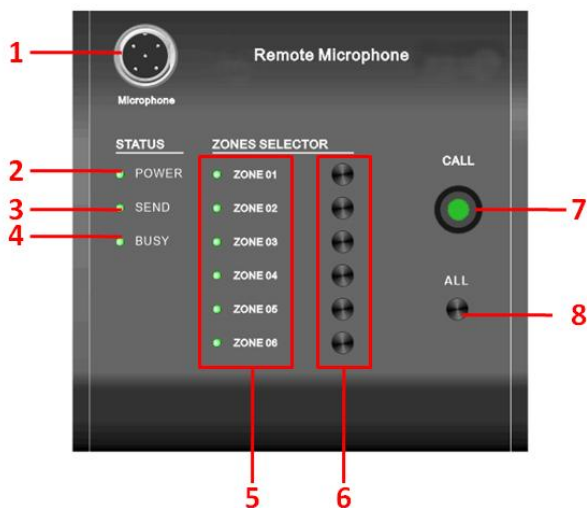 1
Remote Microphone
Microphone
STATUS ZONES SELECTOR
CALL
2 POWER ZONE 01
3 SEND ZONE 02 7
4 BUSY ZONE 03
ZONE 04 ALL
ZONE 05 8
ZONE 06
5 6